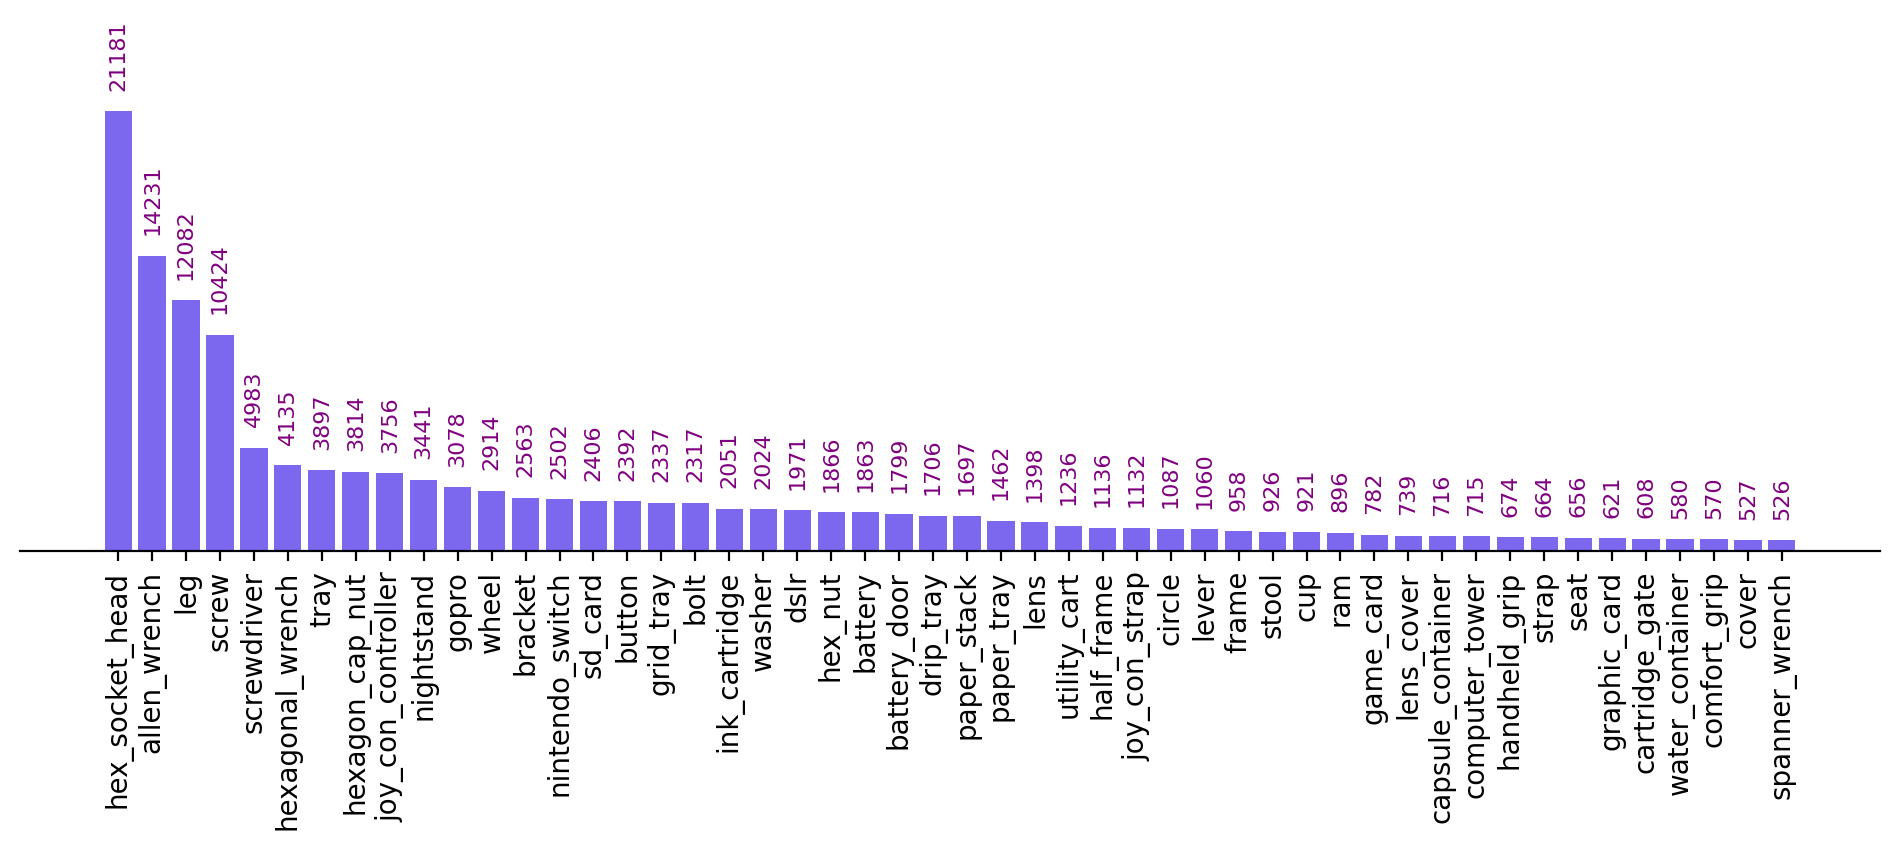 21181
14231
12082
10424
4983
4135
3897
3814
3756
3441
3078
2914
2563
2502
2406
2392
2337
2317
2051
2024
1971
1866
1863
1799
1706
1697
1462
1398
1236
1136
1132
1087
1060
958
926
921
896
782
739
716
715
674
664
656
621
608
580
570
527
526
hex_socket_head
allen_wrench
leg
screw
screwdriver
hexagonal_wrench
tray
hexagon_cap_nut
joy_con_controller
nightstand
gopro
wheel
bracket
nintendo_switch
sd_card
button
grid_tray
bolt
ink_cartridge
washer
dslr
hex_nut
battery
battery_door
drip_tray
paper_stack
paper_tray
lens
utility_cart
half_frame
joy_con_strap
circle
lever
frame
stool
cup
ram
game_card
lens_cover
capsule_container
computer_tower
handheld_grip
strap
seat
graphic_card
cartridge_gate
water_container
comfort_grip
cover
spanner_wrench